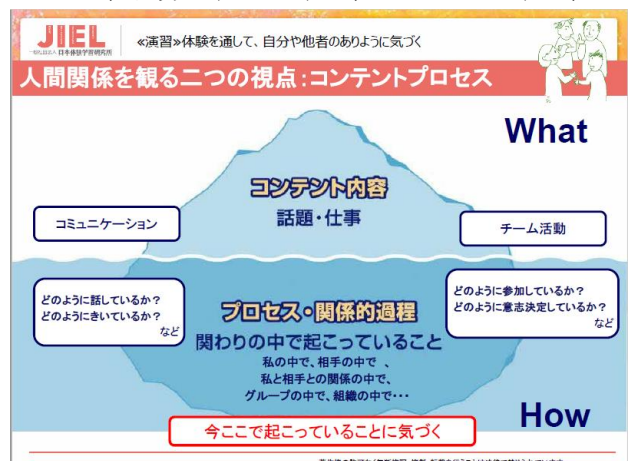 JIEL
一般社団法人 日本体験学習研究所
≪演習≫体験を通して、自分や他者のありように気づく
人間関係を観る二つの視点：コンテントプロセス
What
コンテント内容
話題・仕事
コミュニケーション
チーム活動
どのように話しているか？
どのようにきいているか？
など
どのように参加しているか？
どのように意志決定しているか？
など
プロセス・関係的過程
関わりの中で起こっていること
私の中で、相手の中で 、
私と相手との関係の中で、
グループの中で、組織の中で・・・
How
今ここで起こっていることに気づく